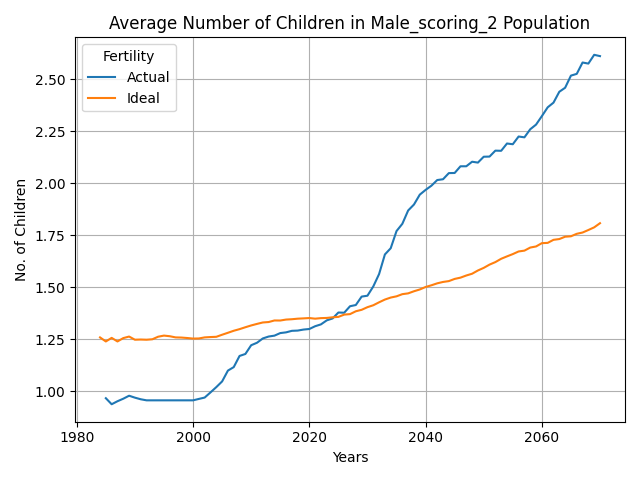 Average Number of Children in Male_scoring_2 Population
Fertility
Actual
Ideal
No. of Children
2.50
2.25
2.00
1.75
1.50
1.25
1.00
1980 2000 2020 2040 2060
Years